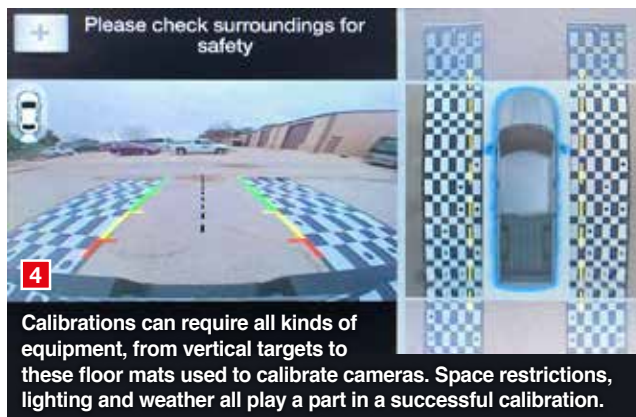 Please check surroundings for
safety
4
Calibrations can require all kinds of
equipment, from vertical targets to
these floor mats used to calibrate cameras. Space restrictions,
lighting and weather all play a part in a successful calibration.